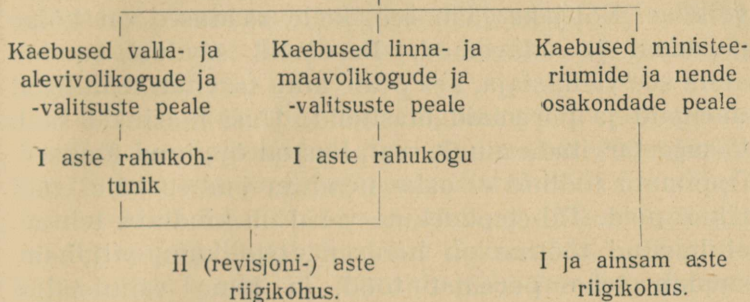 Kaebused valla- ja
alevivolikogude ja
-valitsuste peale
Kaebused linna- ja
maavolikogude ja
-valitsuste peale
Kaebused ministee-
riumide ja nende
osakondade peale
I aste rahukoh-
tunik
I aste rahukogu
II (revisjoni-) aste
riigikohus.
I ja ainsam aste
riigikohus.